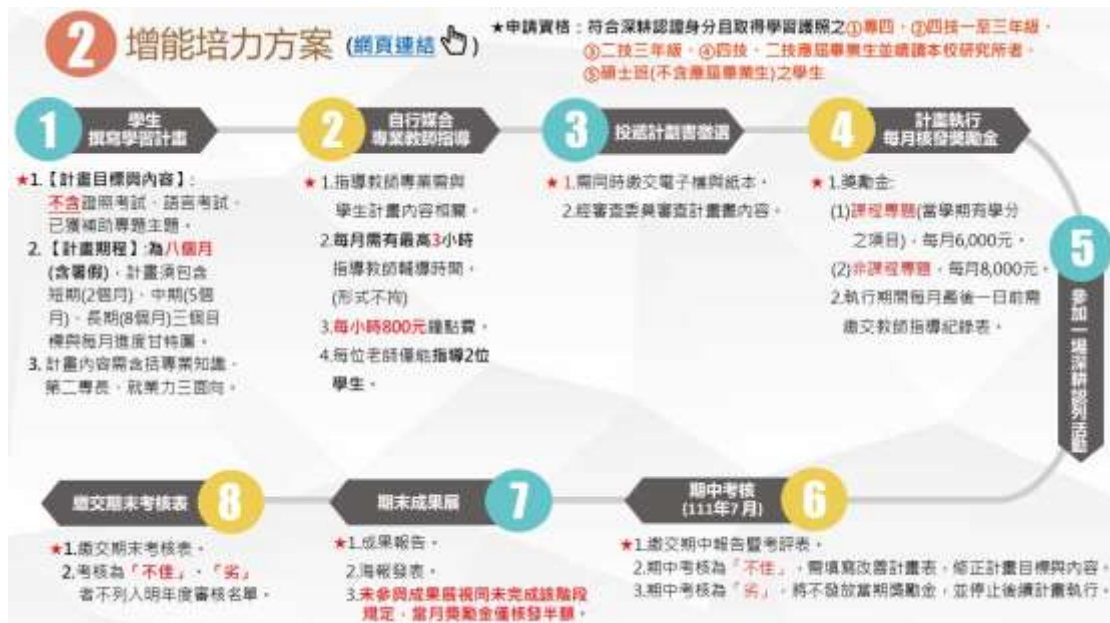 2 增能培力方案 (網頁連結)
★申請資格：符合深耕認證身分且取得學習護照之①專四、②四技一至三年級、
③二技三年級、④四技、二技應屆畢業生並續讀本校研究所者、
⑤碩士班(不含應屆畢業生)之學生
1 學生
撰寫學習計畫
★1.【計畫目標與內容】:
不含證照考試、語言考試、
已獲補助專題主題。
2.【計畫期程】:為八個月
(含暑假)，計畫須包含
短期(2個月)、中期(5個
月)、長期(8個月)三個目
標與每月進度甘特圖。
3.計畫內容需含括專業知識、
第二專長、就業力三面向。
2 自行媒合
專業教師指導
★1.指導教師專業需與
學生計畫內容相關。
2.每月需有最高3小時
指導教師輔導時間。
(形式不拘)
3.每小時800元鐘點費。
4.每位老師僅能指導2位
學生。
3 投遞計劃書徵選
★1.需同時繳交電子檔與紙本。
2.經審查委員審查計畫書內容。
4 計畫執行
每月核發獎勵金
★1.獎勵金:
(1)課程專題(當學期有學分
之項目)，每月6,000元。
(2)非課程專題，每月8,000元。
2.執行期間每月最後一日前需
繳交教師指導紀錄表。
5
參加一場深耕認列活動
6 期中考核
(111年7月)
★1.繳交期中報告暨考評表。
2.期中考核為「不佳」，需填寫改善計畫表，修正計畫目標與內容。
3.期中考核為「劣」，將不發放當期獎勵金，並停止後續計畫執行。
7 期末成果展
★1.成果報告。
2.海報發表。
3.未參與成果展視同未完成該階段
規定，當月獎勵金僅核發半額。
8 繳交期末考核表
★1.繳交期末考核表。
2.考核為「不佳」、「劣」
者不列入明年度審核名單。